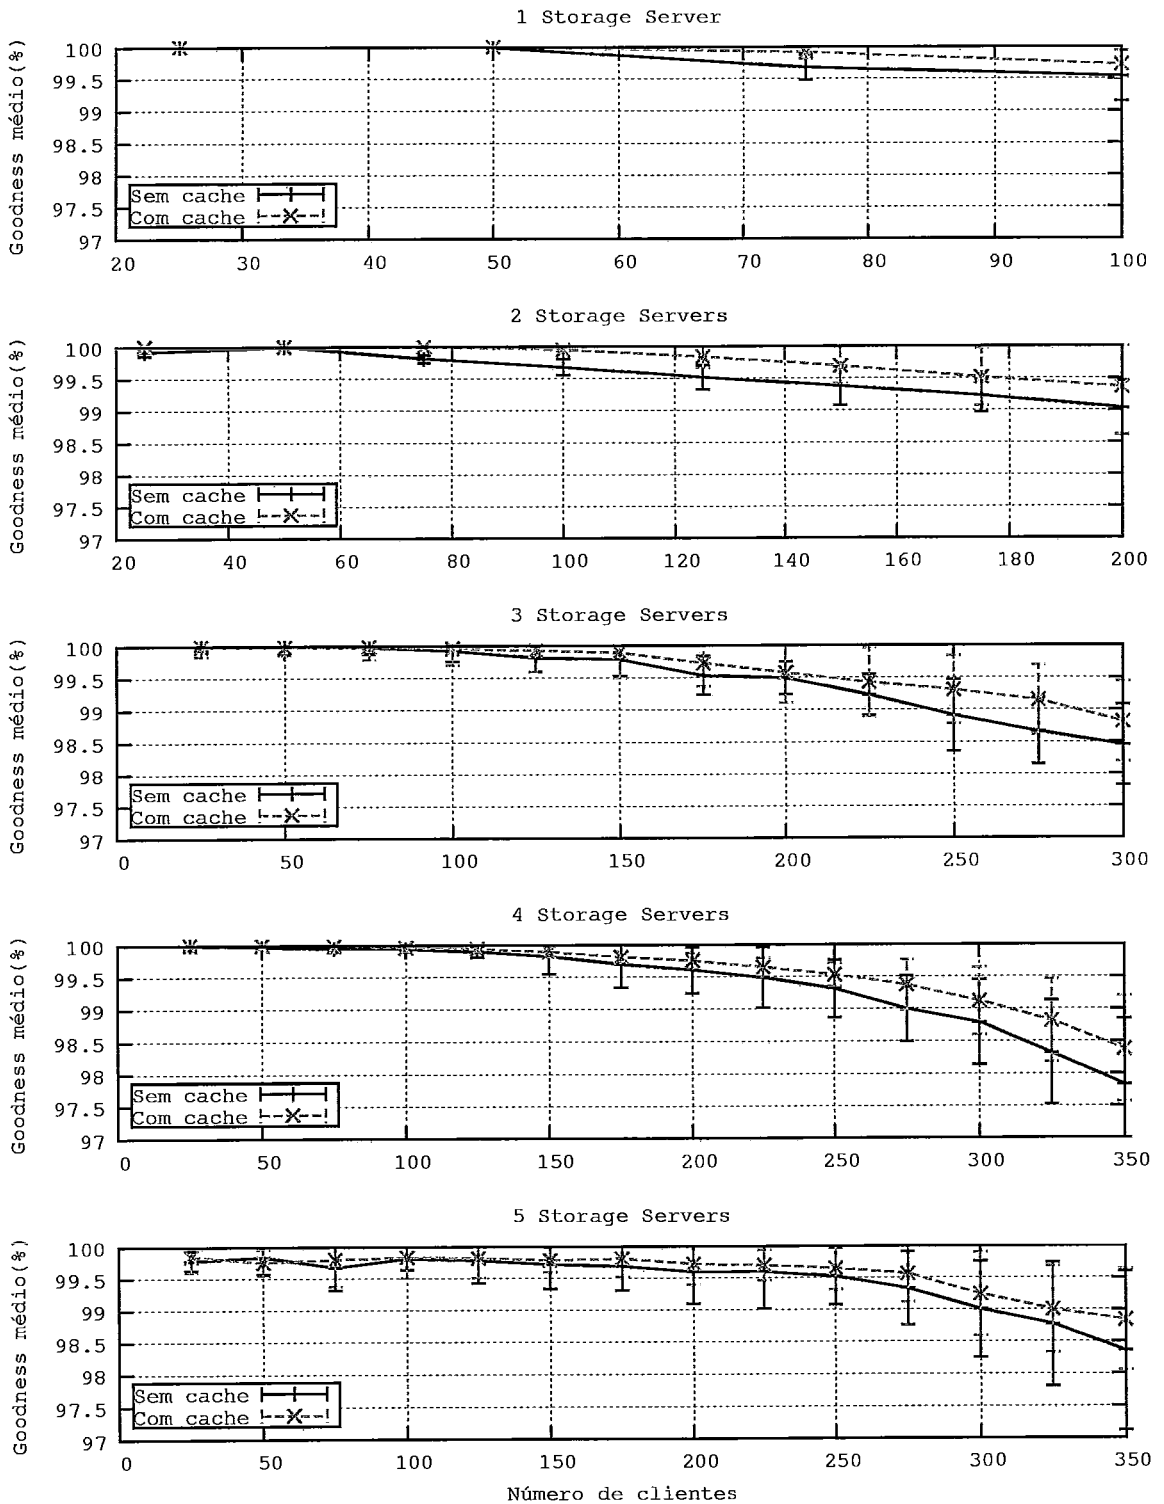 1 Storage Server
Goodness médio(%)
100
99.5
99
98.5
98
97.5
97
Sem cache
Com cache
20 30 40 50 60 70 80 90 100
2 Storage Servers
Goodness médio(%)
100
99.5
99
98.5
98
97.5
97
Sem cache
Com cache
20 40 60 80 100 120 140 160 180 200
3 Storage Servers
Goodness médio(%)
100
99.5
99
98.5
98
97.5
97
Sem cache
Com cache
0 50 100 150 200 250 300
4 Storage Servers
Goodness médio(%)
100
99.5
99
98.5
98
97.5
97
Sem cache
Com cache
0 50 100 150 200 250 300 350
5 Storage Servers
Goodness médio(%)
100
99.5
99
98.5
98
97.5
97
Sem cache
Com cache
0 50 100 150 200 250 300 350
Número de clientes